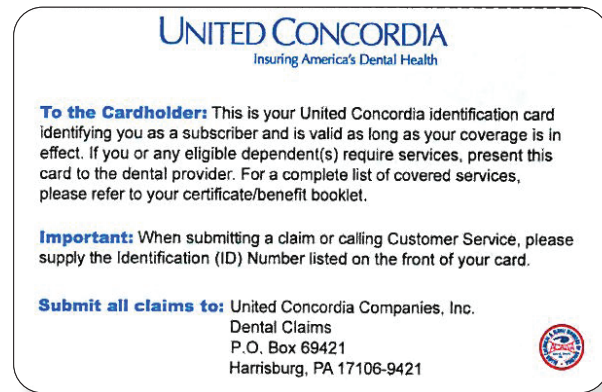 UNITED CONCORDIA
Insuring America's Dental Health
To the Cardholder: This is your United Concordia identification card
identifying you as a subscriber and is valid as long as your coverage is in
effect. If you or any eligible dependent(s) require services, present this
card to the dental provider. For a complete list of covered services,
please refer to your certificate/benefit booklet.
Important: When submitting a claim or calling Customer Service, please
supply the Identification (ID) Number listed on the front of your card.
Submit all claims to: United Concordia Companies, Inc.
Dental Claims
P.O. Box 69421
Harrisburg, PA 17106-9421